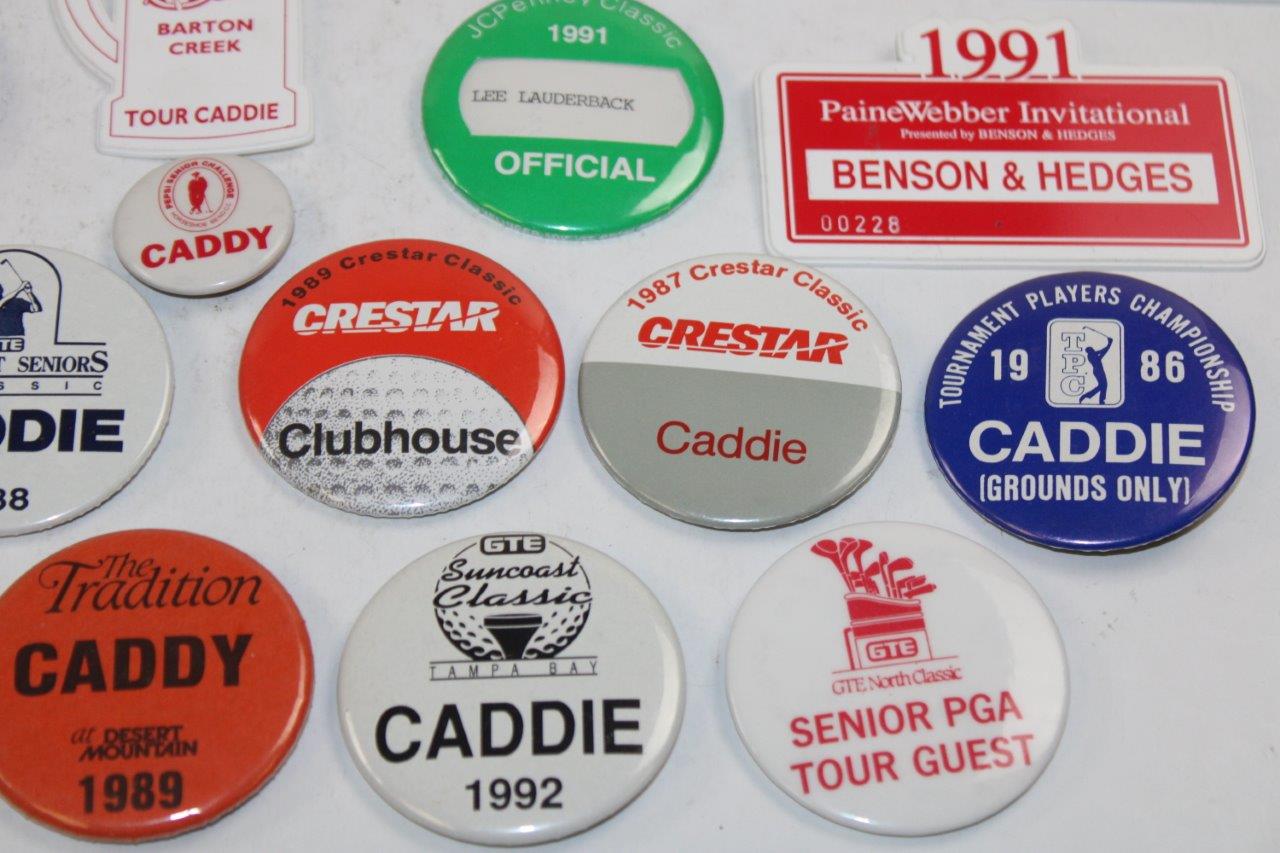 BARTON
CREEK
TOUR CADDIE
JCPenney Classic
1991
LEE LAUDERBACK
OFFICIAL
1991
PaineWebber Invitational
Presented by BENSON & HEDGES
BENSON & HEDGES
00228
PEPSI SENIOR CHALLENGE
CADDY
T SENIORS
S S I C
DDIE
88
1989 Crestar Classic
CRESTAR
Clubhouse
1987 Crestar Classic
CRESTAR
Caddie
TOURNAMENT PLAYERS CHAMPIONSHIP
19 TPC 86
CADDIE
(GROUNDS ONLY)
The
Tradition
CADDY
at DESERT
MOUNTAIN
1989
GTE
Suncoast
Classic
TAMPA BAY
CADDIE
1992
GTE
GTE North Classic
SENIOR PGA
TOUR GUEST